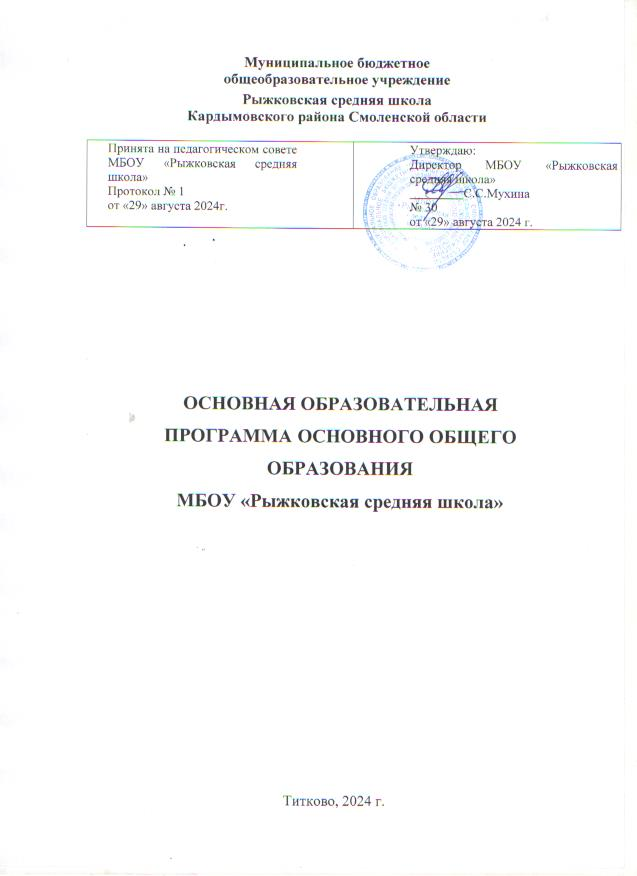 Муниципальное бюджетное
общеобразовательное учреждение
Рыжковская средняя школа
Кардымовского района Смоленской области
Принята на педагогическом совете
МБОУ «Рыжковская средняя
школа»
Протокол № 1
от «29» августа 2024г.
Утверждаю:
Директор МБОУ «Рыжковская
средняя школа»
С.С.Мухина
№ 30
от «29» августа 2024 г.
ОСНОВНАЯ ОБРАЗОВАТЕЛЬНАЯ
ПРОГРАММА ОСНОВНОГО ОБЩЕГО
ОБРАЗОВАНИЯ
МБОУ «Рыжковская средняя школа»
Титково, 2024 г.